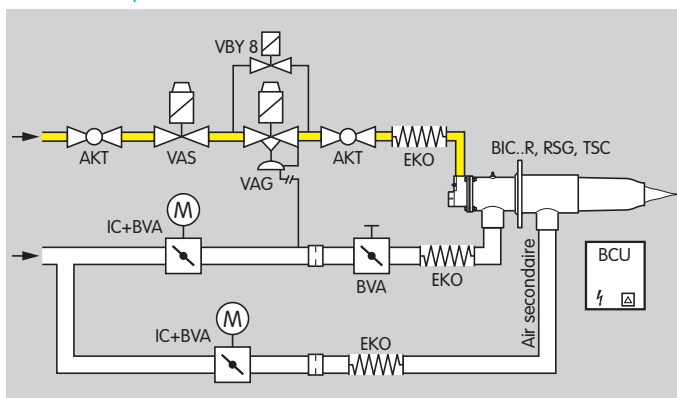 VBY 8
AKT
VAS
VAG
AKT
EKO
BIC..R, RSG, TSC
M
IC+BVA
BVA
EKO
Air secondaire
BCU
M
IC+BVA
EKO